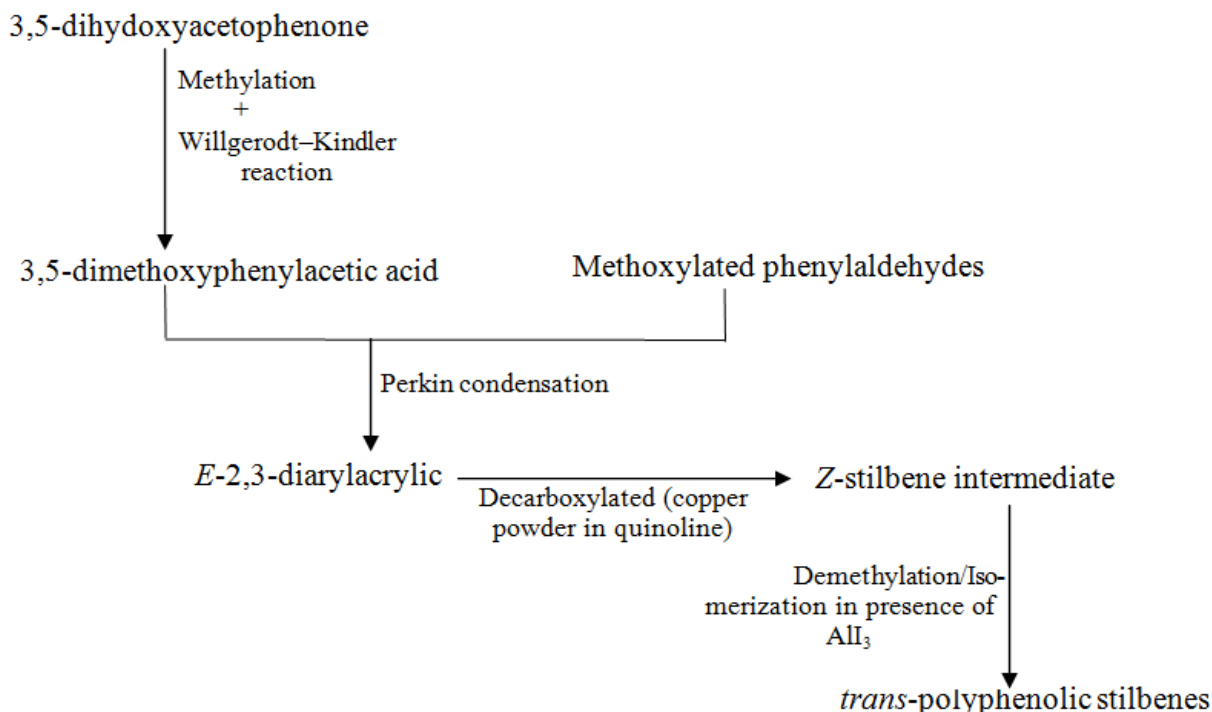 3,5-dihydoxyacetophenone
Methylation
+
Willgerodt–Kindler
reaction
3,5-dimethoxyphenylacetic acid
Methoxylated phenylaldehydes
Perkin condensation
E-2,3-diarylacrylic
Decarboxylated (copper
powder in quinoline)
Z-stilbene intermediate
Demethylation/Iso-
merization in presence of
AlI₃
trans-polyphenolic stilbenes